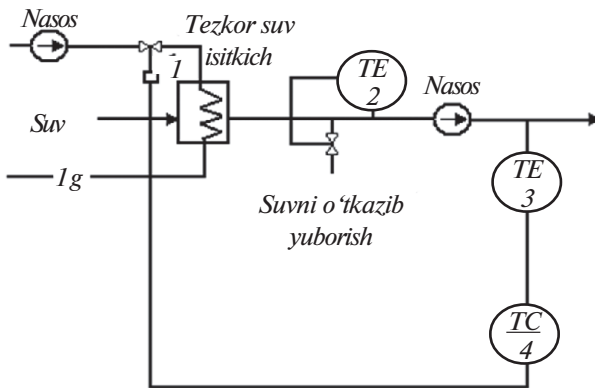 Nasos
Tezkor suv
isitkich
1
TE
2
Nasos
Suv
1g
Suvni o‘tkazib
yuborish
TE
3
TC
4